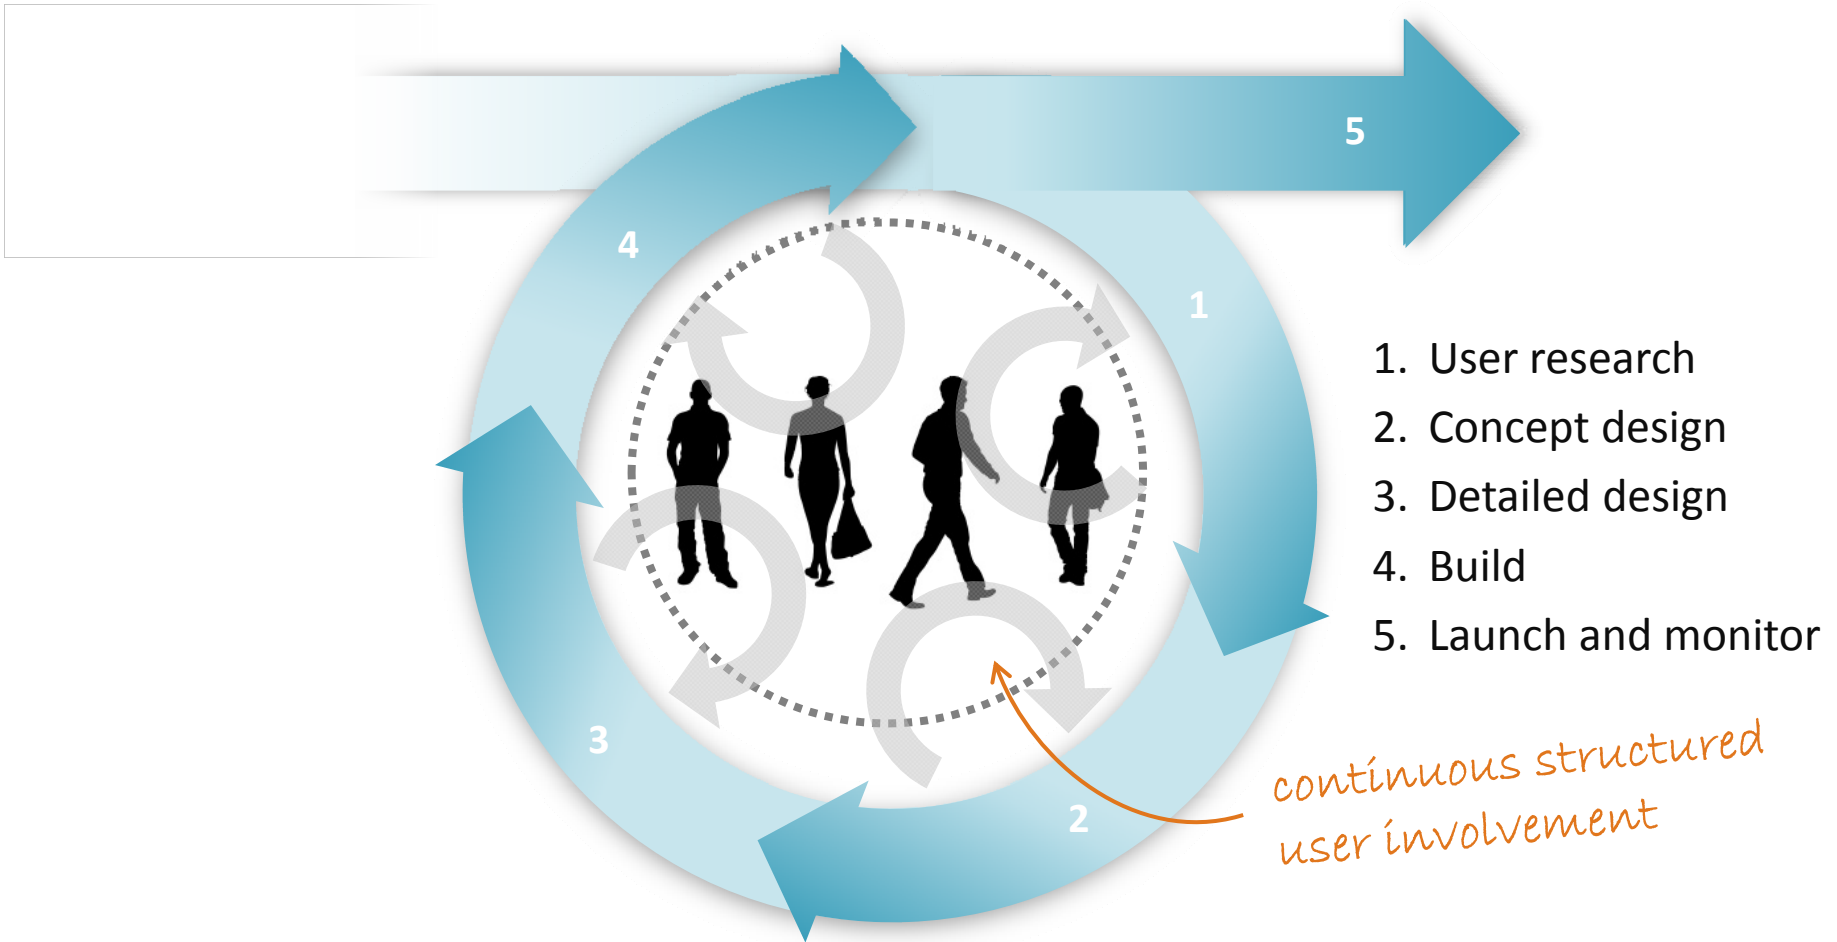 5
4
1
1. User research
2. Concept design
3. Detailed design
4. Build
5. Launch and monitor
3
2
continuous structured
user involvement